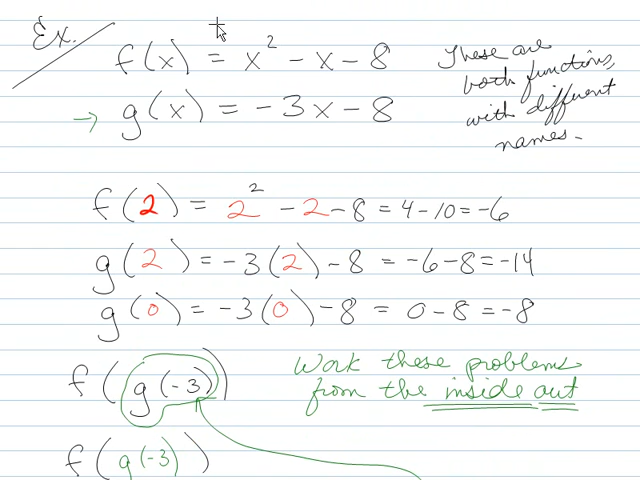 Ex.
f(x) = x² - x - 8
→ g(x) = -3x - 8
These are
both functions,
with different
names.
f(2) = 2² - 2 - 8 = 4 - 10 = -6
g(2) = -3(2) - 8 = -6 - 8 = -14
g(0) = -3(0) - 8 = 0 - 8 = -8
f(g(-3))
Work these problems
from the inside out
f(g(-3))